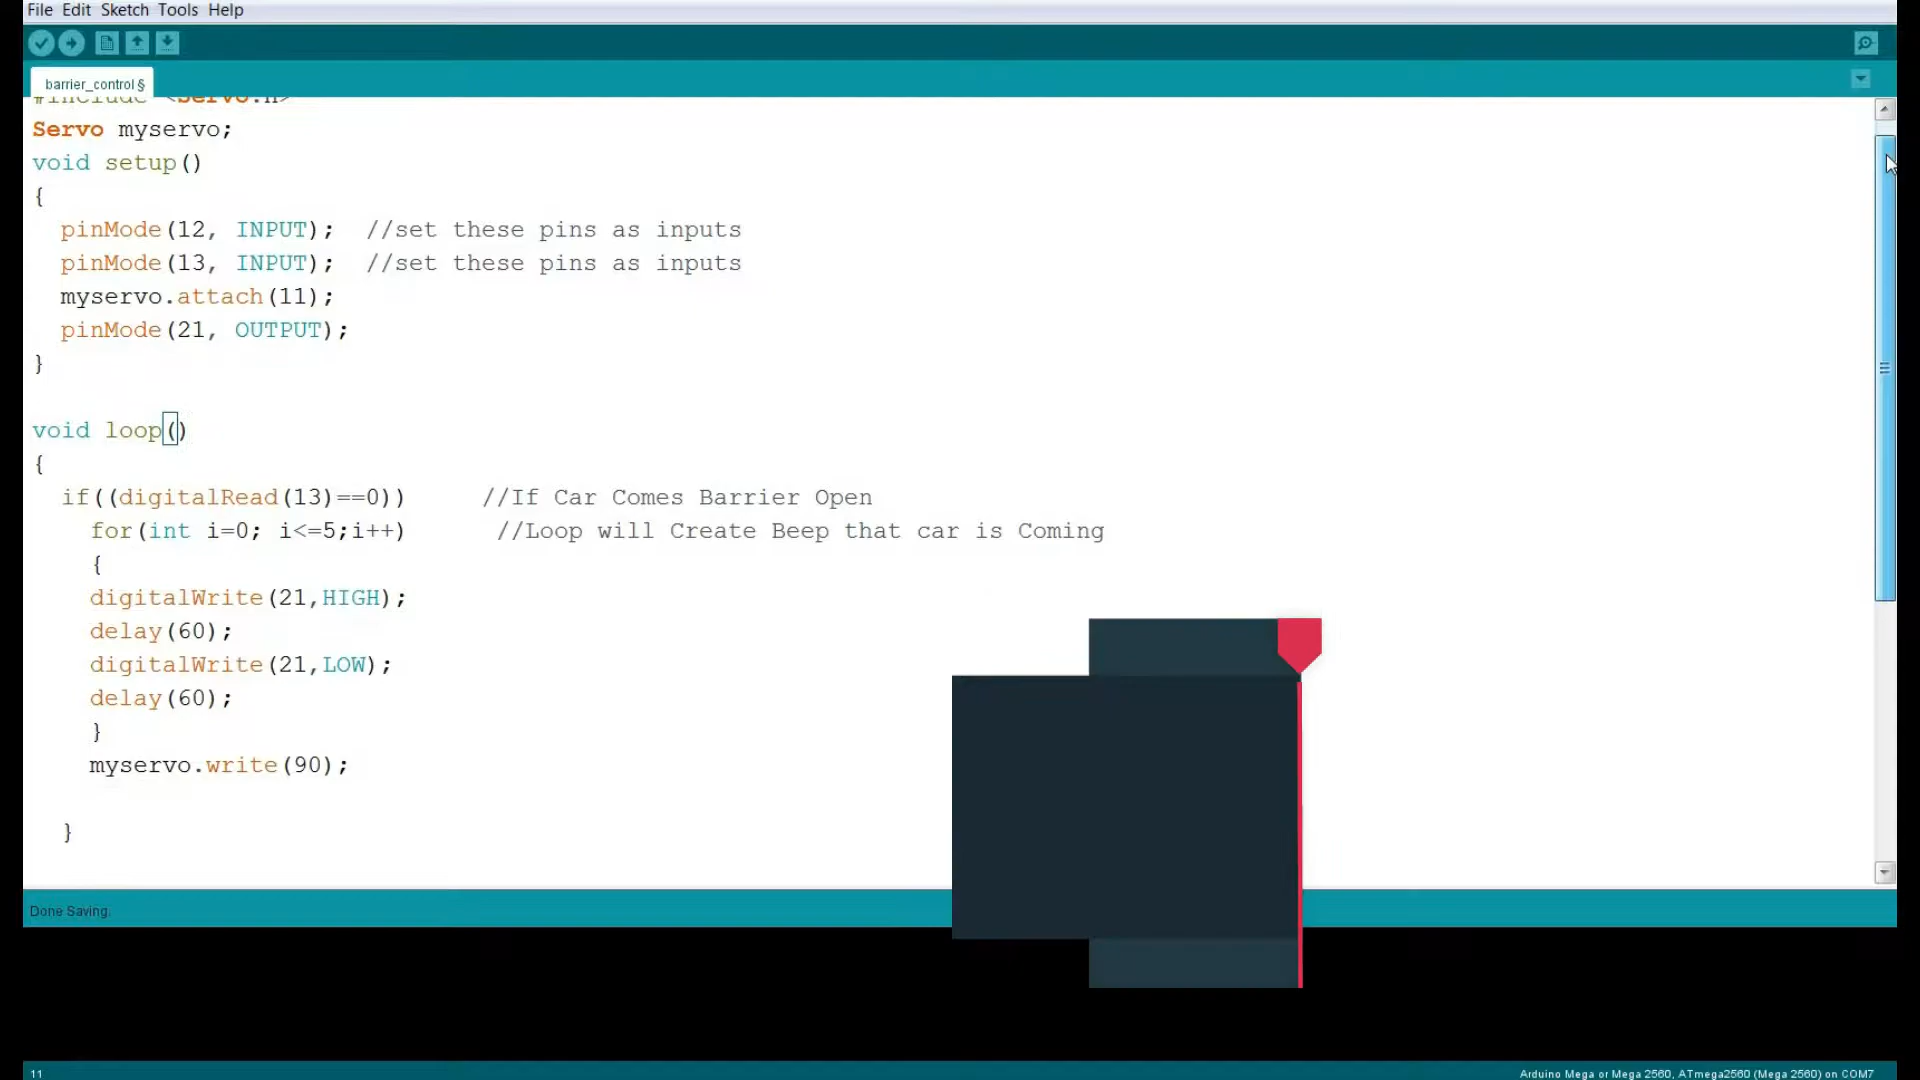 File Edit Sketch Tools Help
barrier_control §
#include <Servo.h>
Servo myservo;
void setup()
{
pinMode(12, INPUT); //set these pins as inputs
pinMode(13, INPUT); //set these pins as inputs
myservo.attach(11);
pinMode(21, OUTPUT);
}
void loop()
{
if((digitalRead(13)==0)) //If Car Comes Barrier Open
for(int i=0; i<=5;i++) //Loop will Create Beep that car is Coming
{
digitalWrite(21,HIGH);
delay(60);
digitalWrite(21,LOW);
delay(60);
}
myservo.write(90);
}
Done Saving.
11
Arduino Mega or Mega 2560, ATmega2560 (Mega 2560) on COM7